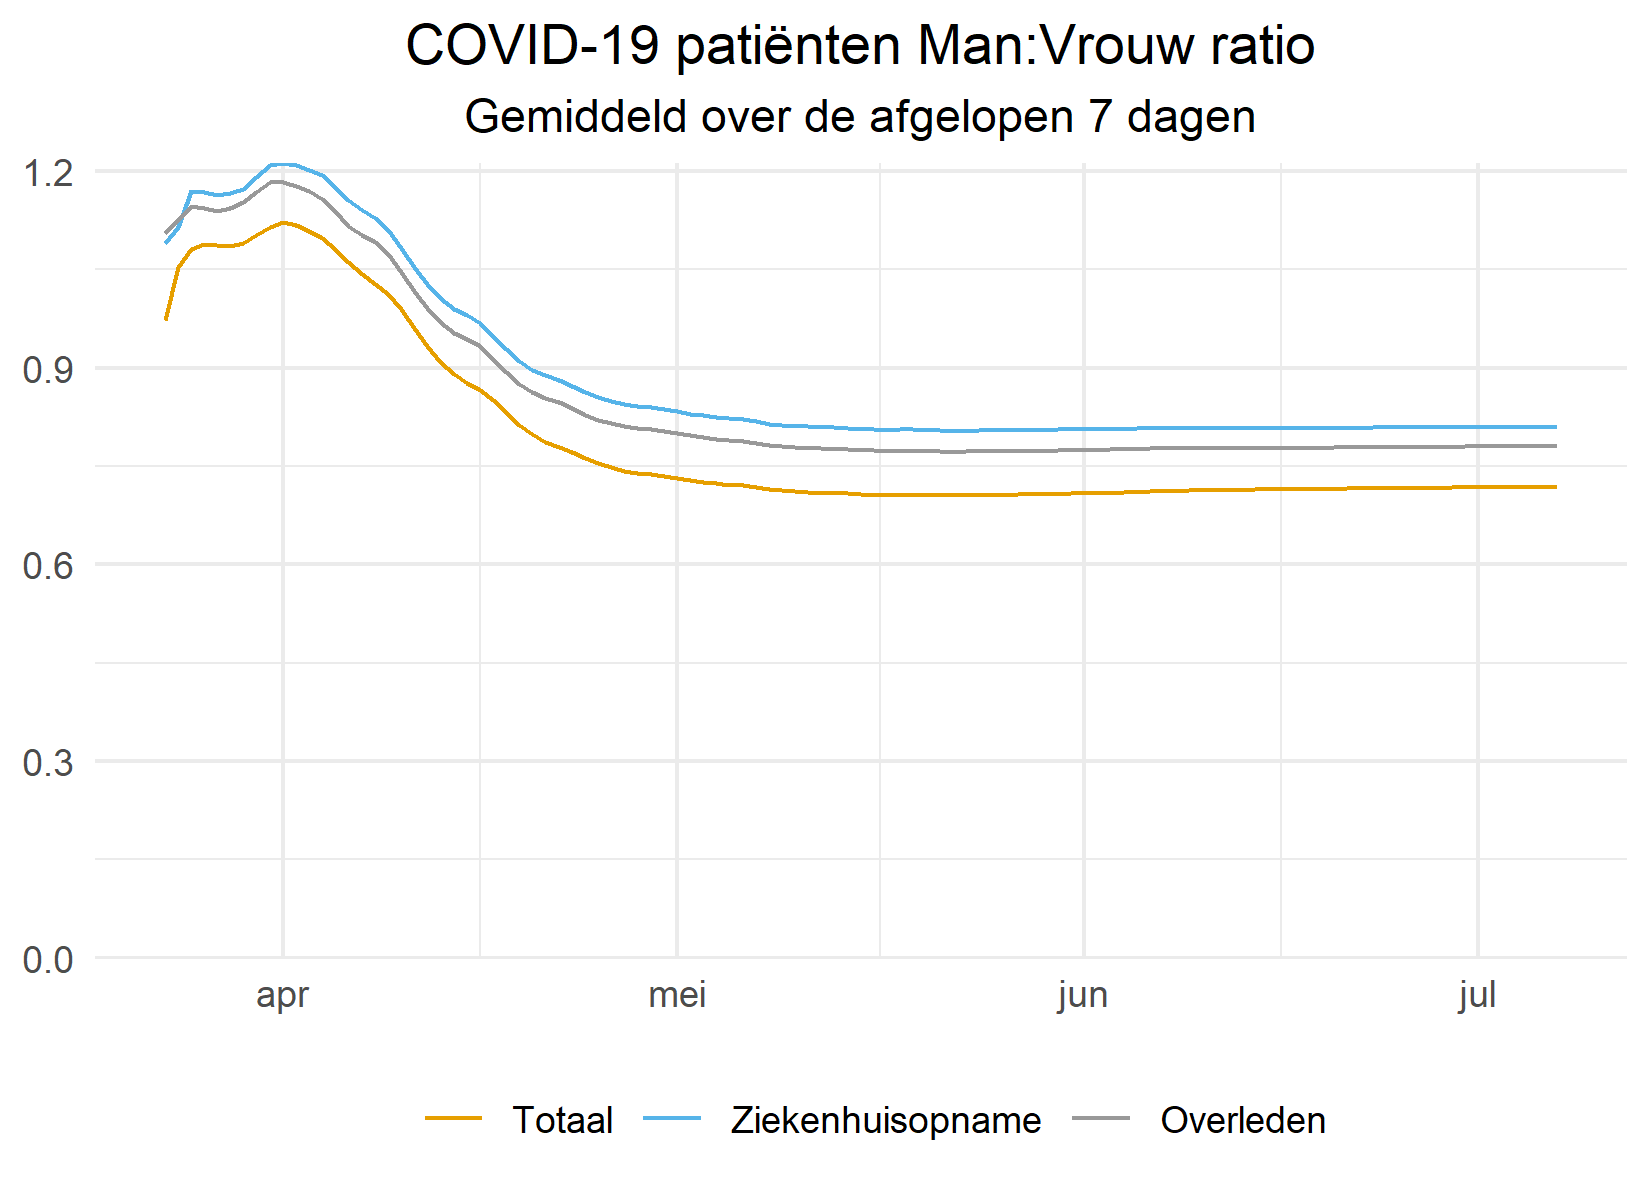 COVID-19 patiënten Man:Vrouw ratio
Gemiddeld over de afgelopen 7 dagen
1.2
0.9
0.6
0.3
0.0
apr mei jun jul
Totaal Ziekenhuisopname Overleden